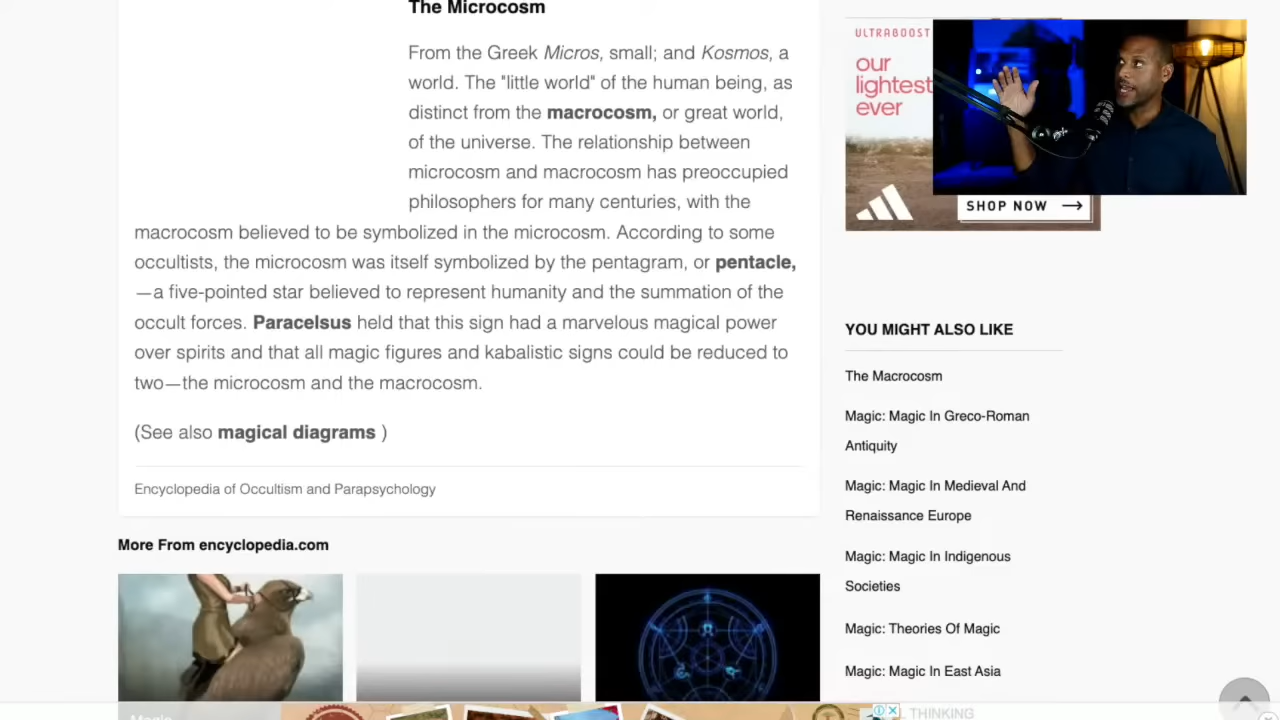 The Microcosm
From the Greek Micros, small; and Kosmos, a
world. The "little world" of the human being, as
distinct from the macrocosm, or great world,
of the universe. The relationship between
microcosm and macrocosm has preoccupied
philosophers for many centuries, with the
macrocosm believed to be symbolized in the microcosm. According to some
occultists, the microcosm was itself symbolized by the pentagram, or pentacle,
—a five-pointed star believed to represent humanity and the summation of the
occult forces. Paracelsus held that this sign had a marvelous magical power
over spirits and that all magic figures and kabalistic signs could be reduced to
two—the microcosm and the macrocosm.
(See also magical diagrams )
Encyclopedia of Occultism and Parapsychology
More From encyclopedia.com
Magic
ULTRABOOST
our
lightest
ever
SHOP NOW
YOU MIGHT ALSO LIKE
The Macrocosm
Magic: Magic In Greco-Roman
Antiquity
Magic: Magic In Medieval And
Renaissance Europe
Magic: Magic In Indigenous
Societies
Magic: Theories Of Magic
Magic: Magic In East Asia
THINKING